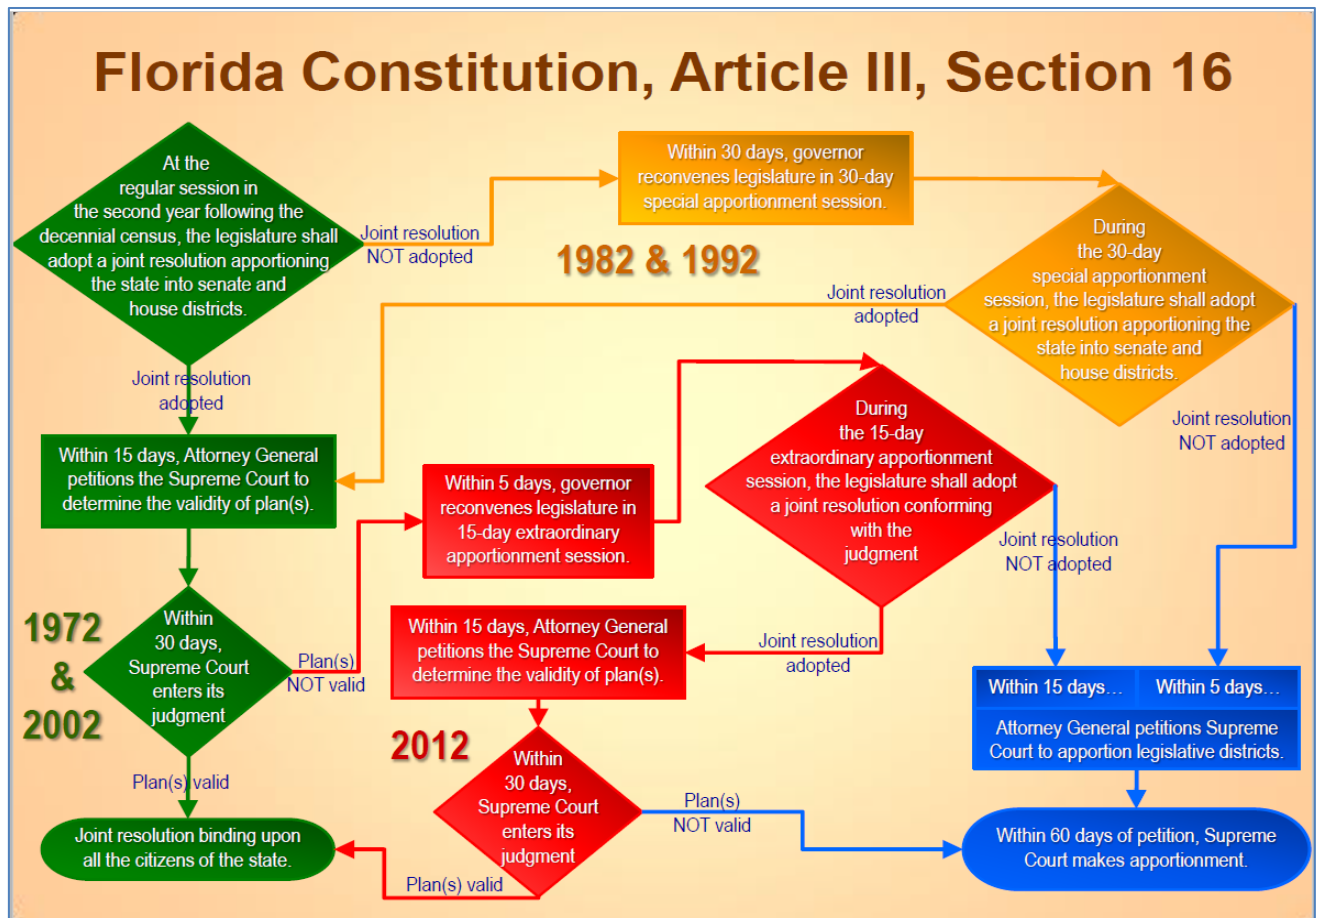 Florida Constitution, Article III, Section 16
At the
regular session in
the second year following the
decennial census, the legislature shall
adopt a joint resolution apportioning
the state into senate and
house districts.
Joint resolution
NOT adopted
Within 30 days, governor
reconvenes legislature in 30-day
special apportionment session.
1982 & 1992
During
the 30-day
special apportionment
session, the legislature shall adopt
a joint resolution apportioning the
state into senate and
house districts.
Joint resolution
adopted
Joint resolution
NOT adopted
Joint resolution
adopted
Within 15 days, Attorney General
petitions the Supreme Court to
determine the validity of plan(s).
Within 5 days, governor
reconvenes legislature in
15-day extraordinary
apportionment session.
During
the 15-day
extraordinary apportionment
session, the legislature shall adopt
a joint resolution conforming
with the
judgment
Joint resolution
NOT adopted
1972
&
2002
Within
30 days,
Supreme Court
enters its
judgment
Plan(s)
NOT valid
Within 15 days, Attorney General
petitions the Supreme Court to
determine the validity of plan(s).
Joint resolution
adopted
Within 15 days…
Within 5 days…
Attorney General petitions Supreme
Court to apportion legislative districts.
2012
Within
30 days,
Supreme Court
enters its
judgment
Plan(s)
NOT valid
Plan(s) valid
Joint resolution binding upon
all the citizens of the state.
Plan(s) valid
Within 60 days of petition, Supreme
Court makes apportionment.